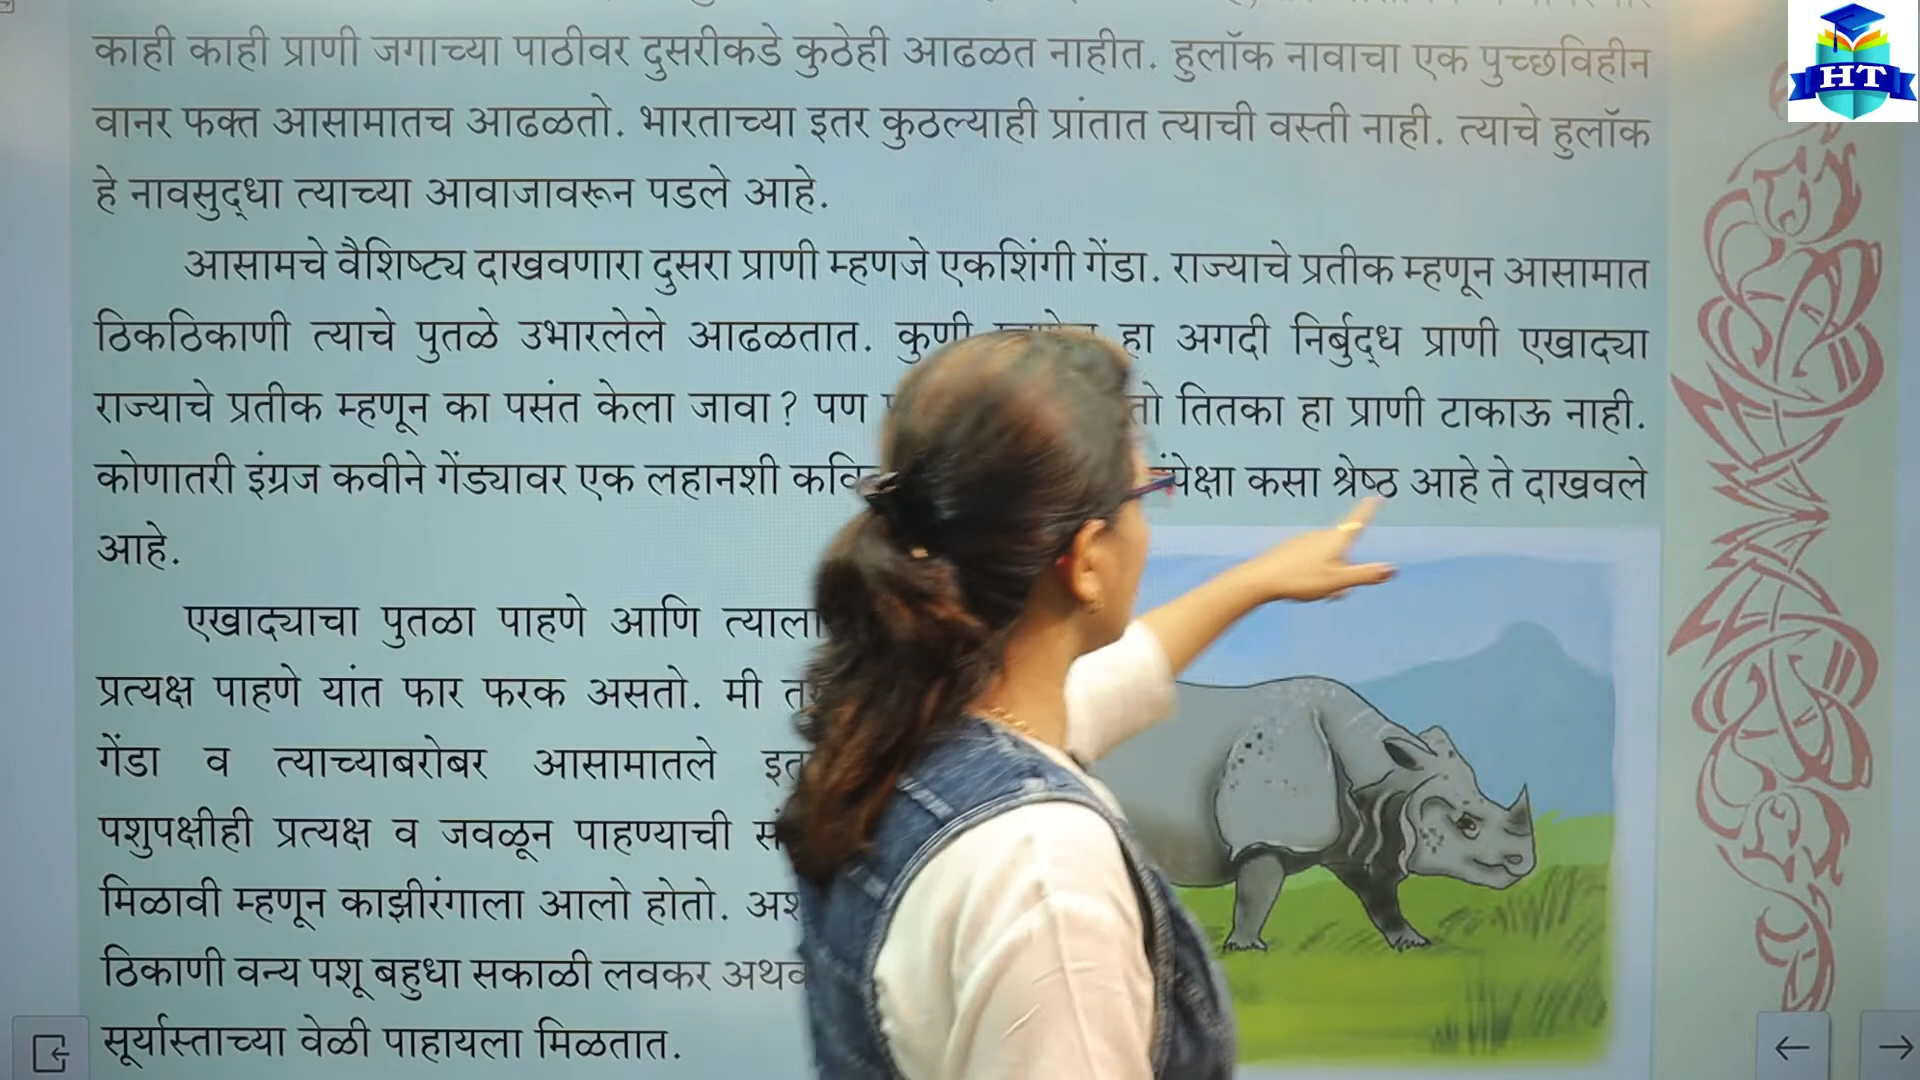 काही काही प्राणी जगाच्या पाठीवर दुसरीकडे कुठेही आढळत नाहीत. हुलॉक नावाचा एक पुच्छविहीन
वानर फक्त आसामातच आढळतो. भारताच्या इतर कुठल्याही प्रांतात त्याची वस्ती नाही. त्याचे हुलॉक
हे नावसुद्धा त्याच्या आवाजावरून पडले आहे.
आसामचे वैशिष्ट्य दाखवणारा दुसरा प्राणी म्हणजे एकशिंगी गेंडा. राज्याचे प्रतीक म्हणून आसामात
ठिकठिकाणी त्याचे पुतळे उभारलेले आढळतात. कुणी हा अगदी निर्बुद्ध प्राणी एखाद्या
राज्याचे प्रतीक म्हणून का पसंत केला जावा? पण तितका हा प्राणी टाकाऊ नाही.
कोणातरी इंग्रज कवीने गेंड्यावर एक लहानशी कसा श्रेष्ठ आहे ते दाखवले
आहे.
एखाद्याचा पुतळा पाहणे आणि त्याला
प्रत्यक्ष पाहणे यांत फार फरक असतो. मी
गेंडा व त्याच्याबरोबर आसामातले
पशुपक्षीही प्रत्यक्ष व जवळून पाहण्याची
मिळावी म्हणून काझीरंगाला आलो होतो.
ठिकाणी वन्य पशू बहुधा सकाळी लवकर
सूर्यास्ताच्या वेळी पाहायला मिळतात.
HT